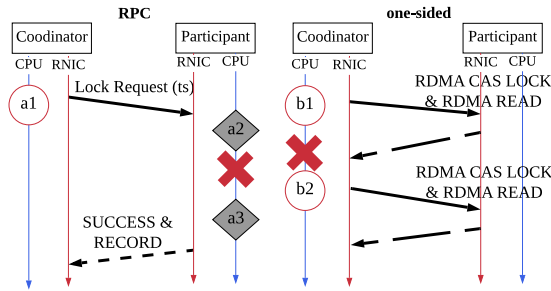 RPC
one-sided
Coodinator
Participant
Coodinator
Participant
CPU RNIC
RNIC CPU
CPU RNIC
RNIC CPU
Lock Request (ts)
RDMA CAS LOCK
& RDMA READ
a1
b1
a2
RDMA CAS LOCK
& RDMA READ
b2
a3
SUCCESS &
RECORD